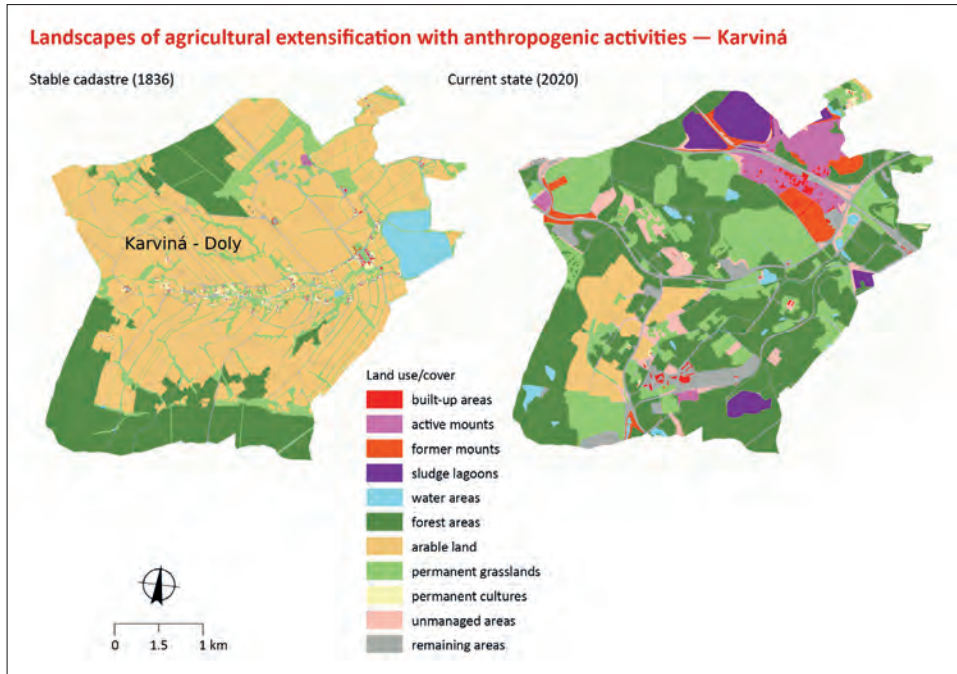 Landscapes of agricultural extensification with anthropogenic activities — Karviná
Stable cadastre (1836)
Current state (2020)
Karviná - Doly
Land use/cover
built-up areas
active mounts
former mounts
sludge lagoons
water areas
forest areas
arable land
permanent grasslands
permanent cultures
unmanaged areas
remaining areas
0 1.5 1 km